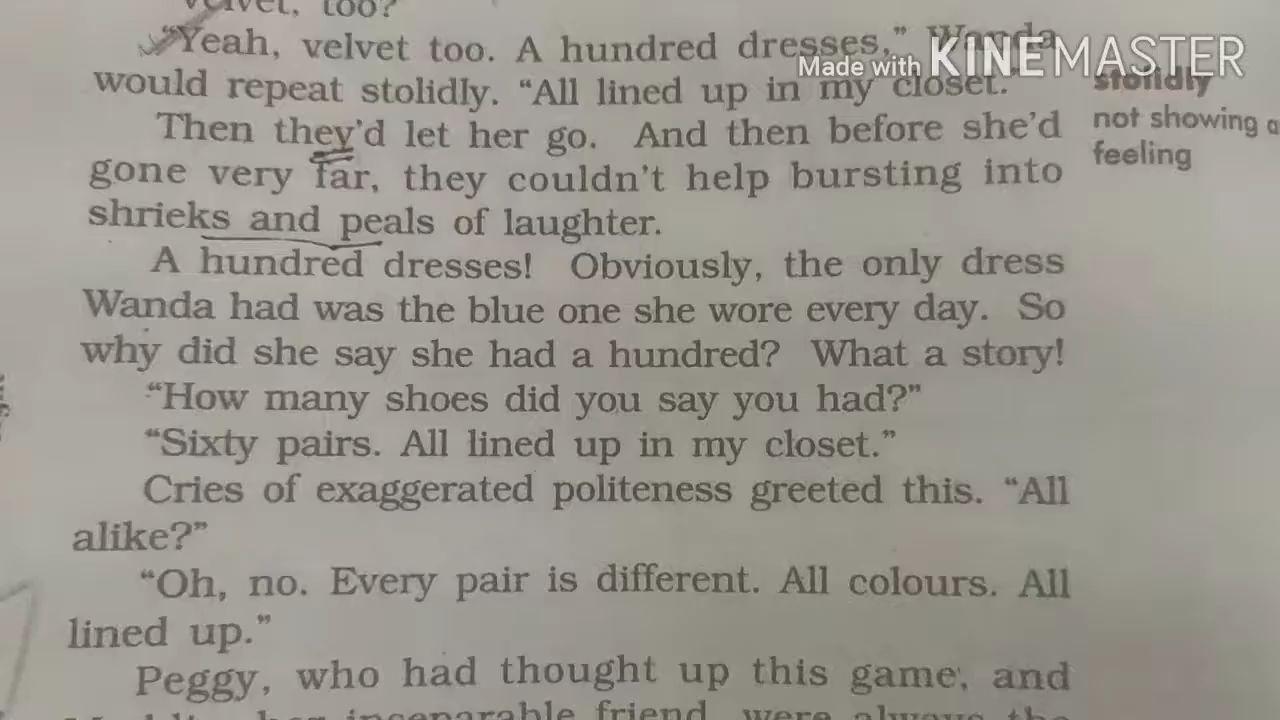 velvet, too?
"Yeah, velvet too. A hundred dresses," Wanda
would repeat stolidly. "All lined up in my closet."
Then they'd let her go. And then before she'd
gone very far, they couldn't help bursting into
shrieks and peals of laughter.
A hundred dresses! Obviously, the only dress
Wanda had was the blue one she wore every day. So
why did she say she had a hundred? What a story!
"How many shoes did you say you had?"
"Sixty pairs. All lined up in my closet."
Cries of exaggerated politeness greeted this. "All
alike?"
"Oh, no. Every pair is different. All colours. All
lined up."
Peggy, who had thought up this game, and
her inseparable friend, were always the
stolidly
not showing
feeling
Made with KINEMASTER